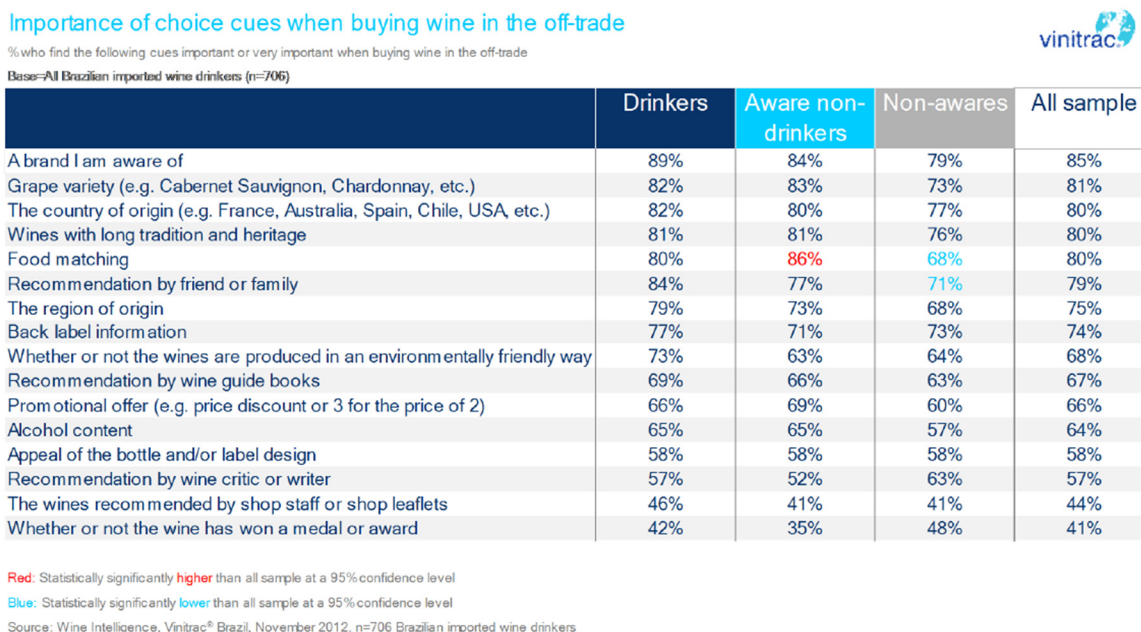 Importance of choice cues when buying wine in the off-trade
vinitrac®
% who find the following cues important or very important when buying wine in the off-trade
Base=All Brazilian imported wine drinkers (n=706)
Drinkers Aware non- Non-awares All sample
drinkers
A brand I am aware of 89% 84% 79% 85%
Grape variety (e.g. Cabernet Sauvignon, Chardonnay, etc.) 82% 83% 73% 81%
The country of origin (e.g. France, Australia, Spain, Chile, USA, etc.) 82% 80% 77% 80%
Wines with long tradition and heritage 81% 81% 76% 80%
Food matching 80% 86% 68% 80%
Recommendation by friend or family 84% 77% 71% 79%
The region of origin 79% 73% 68% 75%
Back label information 77% 71% 73% 74%
Whether or not the wines are produced in an environmentally friendly way 73% 63% 64% 68%
Recommendation by wine guide books 69% 66% 63% 67%
Promotional offer (e.g. price discount or 3 for the price of 2) 66% 69% 60% 66%
Alcohol content 65% 65% 57% 64%
Appeal of the bottle and/or label design 58% 58% 58% 58%
Recommendation by wine critic or writer 57% 52% 63% 57%
The wines recommended by shop staff or shop leaflets 46% 41% 41% 44%
Whether or not the wine has won a medal or award 42% 35% 48% 41%
Red: Statistically significantly higher than all sample at a 95% confidence level
Blue: Statistically significantly lower than all sample at a 95% confidence level
Source: Wine Intelligence, Vinitrac® Brazil, November 2012, n=706 Brazilian imported wine drinkers